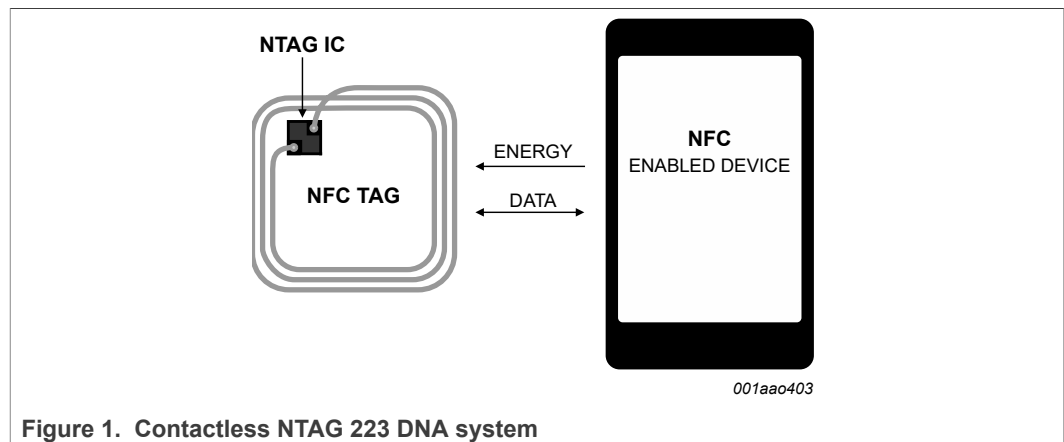 NTAG IC
NFC TAG
ENERGY
DATA
NFC
ENABLED DEVICE
001aao403
Figure 1. Contactless NTAG 223 DNA system